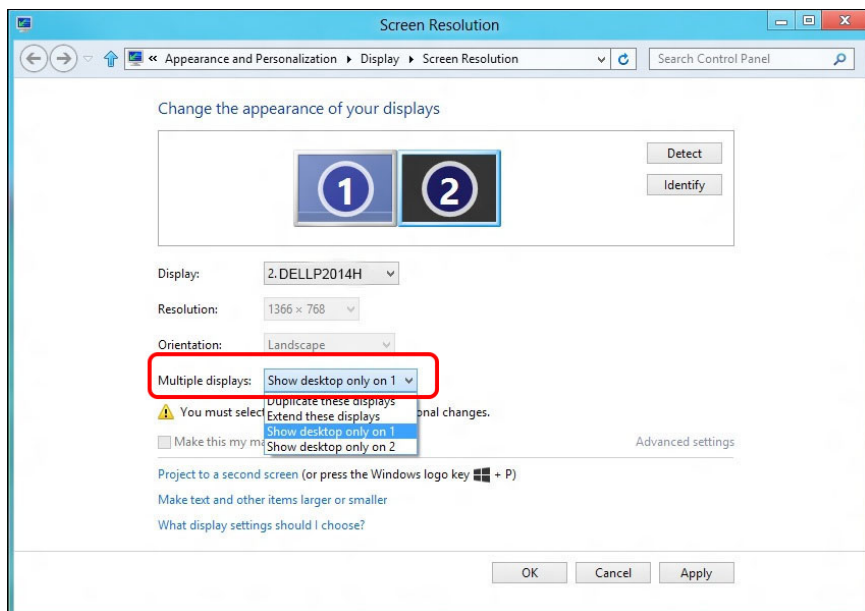 Screen Resolution
« Appearance and Personalization Display Screen Resolution
Search Control Panel
Change the appearance of your displays
1 2
Detect
Identify
Display: 2. DELLP2014H
Resolution: 1366 × 768
Orientation: Landscape
Multiple displays: Show desktop only on 1
Duplicate these displays
You must selec onal changes.
Extend these displays
Show desktop only on 1
Make this my ma Advanced settings
Show desktop only on 2
Project to a second screen (or press the Windows logo key + P)
Make text and other items larger or smaller
What display settings should I choose?
OK Cancel Apply